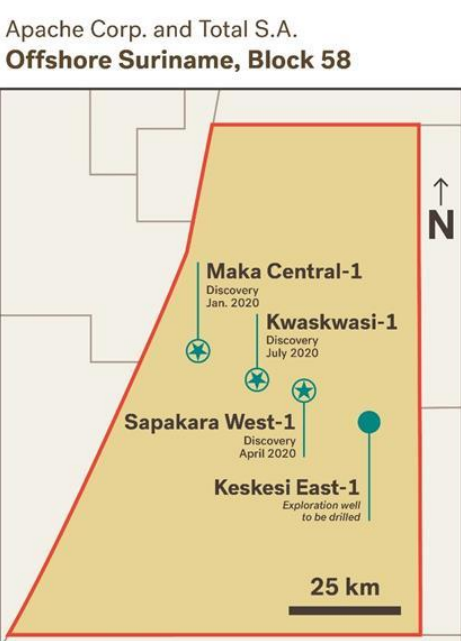 Apache Corp. and Total S.A.
Offshore Suriname, Block 58
N
Maka Central-1
Discovery
Jan. 2020
Kwaskwasi-1
Discovery
July 2020
Sapakara West-1
Discovery
April 2020
Keskesi East-1
Exploration well
to be drilled
25 km